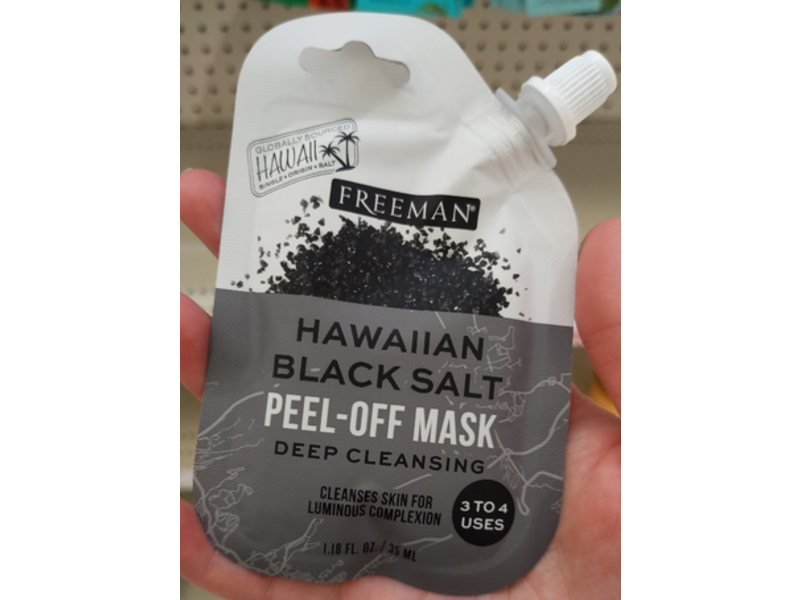 GLOBALLY SOURCED
HAWAII
SINGLE • ORIGIN • SALT
FREEMAN®
HAWAIIAN
BLACK SALT
PEEL-OFF MASK
DEEP CLEANSING
CLEANSES SKIN FOR
LUMINOUS COMPLEXION
3 TO 4
USES
1.18 FL. OZ. / 35 ML